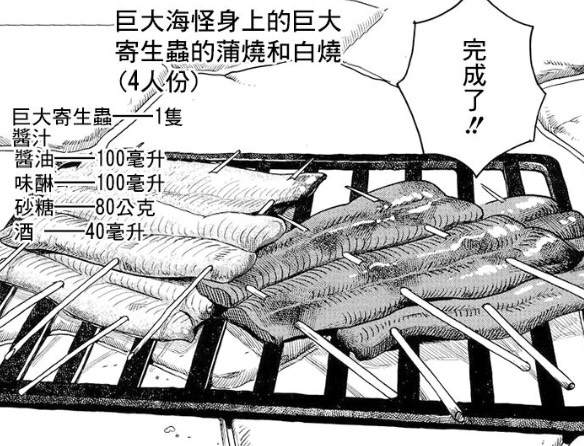 巨大海怪身上的巨大
寄生蟲的蒲燒和白燒
（4人份）
完成了!!
巨大寄生蟲——1隻
醬汁
醬油——100毫升
味醂——100毫升
砂糖——80公克
酒 ——40毫升